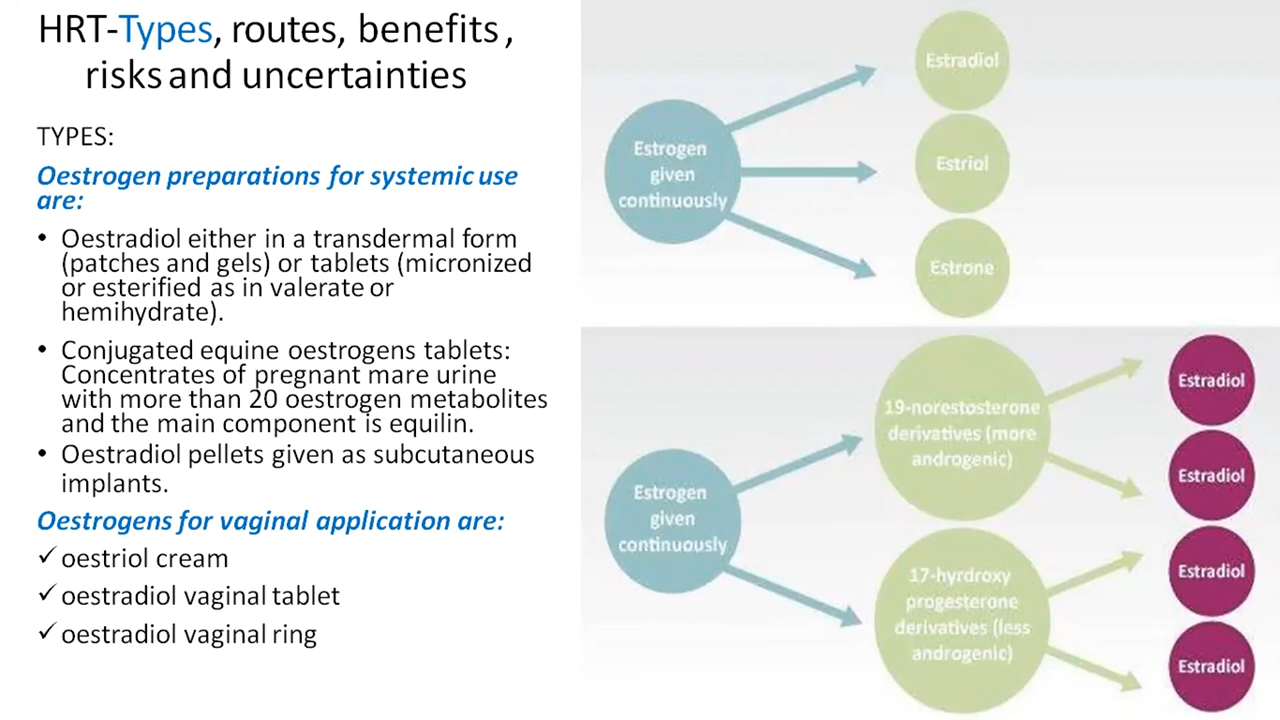 HRT-Types, routes, benefits,
risks and uncertainties
TYPES:
Oestrogen preparations for systemic use
are:
• Oestradiol either in a transdermal form
(patches and gels) or tablets (micronized
or esterified as in valerate or
hemihydrate).
• Conjugated equine oestrogens tablets:
Concentrates of pregnant mare urine
with more than 20 oestrogen metabolites
and the main component is equilin.
• Oestradiol pellets given as subcutaneous
implants.
Oestrogens for vaginal application are:
✓ oestriol cream
✓ oestradiol vaginal tablet
✓ oestradiol vaginal ring
Estrogen
given
continuously
Estradiol
Estriol
Estrone
Estrogen
given
continuously
19-norestosterone
derivatives (more
androgenic)
17-hyrdroxy
progesterone
derivatives (less
androgenic)
Estradiol
Estradiol
Estradiol
Estradiol